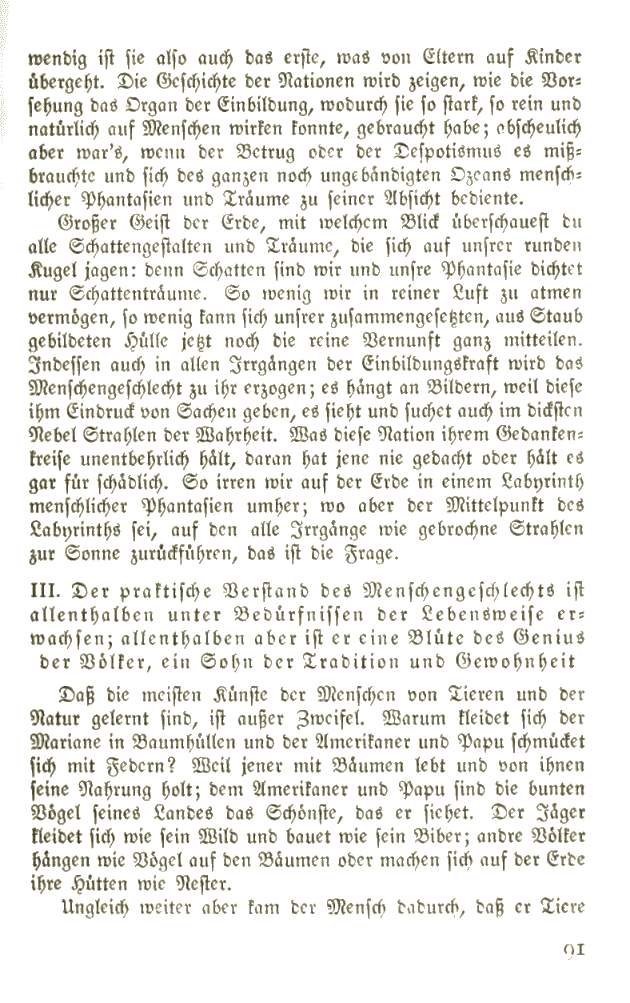 wendig ist sie also auch das erste, was von Eltern auf Kinder
übergeht. Die Geschichte der Nationen wird zeigen, wie die Vor-
sehung das Organ der Einbildung, wodurch sie so stark, so rein und
natürlich auf Menschen wirken konnte, gebraucht habe; abscheulich
aber war's, wenn der Betrug oder der Despotismus es miß-
brauchte und sich des ganzen noch ungebändigten Ozeans mensch-
licher Phantasien und Träume zu seiner Absicht bediente.
Großer Geist der Erde, mit welchem Blick überschauest du
alle Schattengestalten und Träume, die sich auf unsrer runden
Kugel jagen: denn Schatten sind wir und unsre Phantasie dichtet
nur Schattenträume. So wenig wir in reiner Luft zu atmen
vermögen, so wenig kann sich unsrer zusammengesetzten, aus Staub
gebildeten Hülle jetzt noch die reine Vernunft ganz mitteilen.
Indessen auch in allen Irrgängen der Einbildungskraft wird das
Menschengeschlecht zu ihr erzogen; es hängt an Bildern, weil diese
ihm Eindruck von Sachen geben, es sieht und suchet auch im dicksten
Nebel Strahlen der Wahrheit. Was diese Nation ihrem Gedanken-
kreise unentbehrlich hält, daran hat jene nie gedacht oder hält es
gar für schädlich. So irren wir auf der Erde in einem Labyrinth
menschlicher Phantasien umher; wo aber der Mittelpunkt des
Labyrinths sei, auf den alle Irrgänge wie gebrochne Strahlen
zur Sonne zurückführen, das ist die Frage.
III. Der praktische Verstand des Menschengeschlechts ist
allenthalben unter Bedürfnissen der Lebensweise er-
wachsen; allenthalben aber ist er eine Blüte des Genius
der Völker, ein Sohn der Tradition und Gewohnheit
Daß die meisten Künste der Menschen von Tieren und der
Natur gelernt sind, ist außer Zweifel. Warum kleidet sich der
Mariane in Baumhüllen und der Amerikaner und Papu schmücket
sich mit Federn? Weil jener mit Bäumen lebt und von ihnen
seine Nahrung holt; dem Amerikaner und Papu sind die bunten
Vögel seines Landes das Schönste, das er siehet. Der Jäger
kleidet sich wie sein Wild und bauet wie sein Biber; andre Völker
hängen wie Vögel auf den Bäumen oder machen sich auf der Erde
ihre Hütten wie Nester.
Ungleich weiter aber kam der Mensch dadurch, daß er Tiere
91